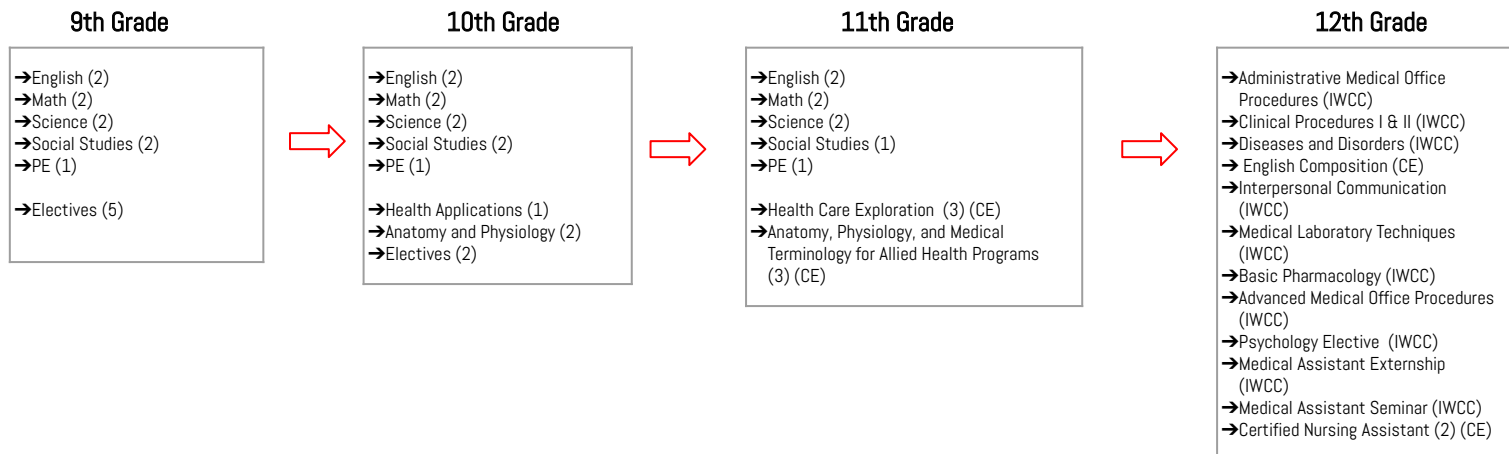 9th Grade
➔English (2)
➔Math (2)
➔Science (2)
➔Social Studies (2)
➔PE (1)
➔Electives (5)
10th Grade
➔English (2)
➔Math (2)
➔Science (2)
➔Social Studies (2)
➔PE (1)
➔Health Applications (1)
➔Anatomy and Physiology (2)
➔Electives (2)
11th Grade
➔English (2)
➔Math (2)
➔Science (2)
➔Social Studies (1)
➔PE (1)
➔Health Care Exploration (3) (CE)
➔Anatomy, Physiology, and Medical
Terminology for Allied Health Programs
(3) (CE)
12th Grade
➔Administrative Medical Office
Procedures (IWCC)
➔Clinical Procedures I & II (IWCC)
➔Diseases and Disorders (IWCC)
➔ English Composition (CE)
➔Interpersonal Communication
(IWCC)
➔Medical Laboratory Techniques
(IWCC)
➔Basic Pharmacology (IWCC)
➔Advanced Medical Office Procedures
(IWCC)
➔Psychology Elective (IWCC)
➔Medical Assistant Externship
(IWCC)
➔Medical Assistant Seminar (IWCC)
➔Certified Nursing Assistant (2) (CE)